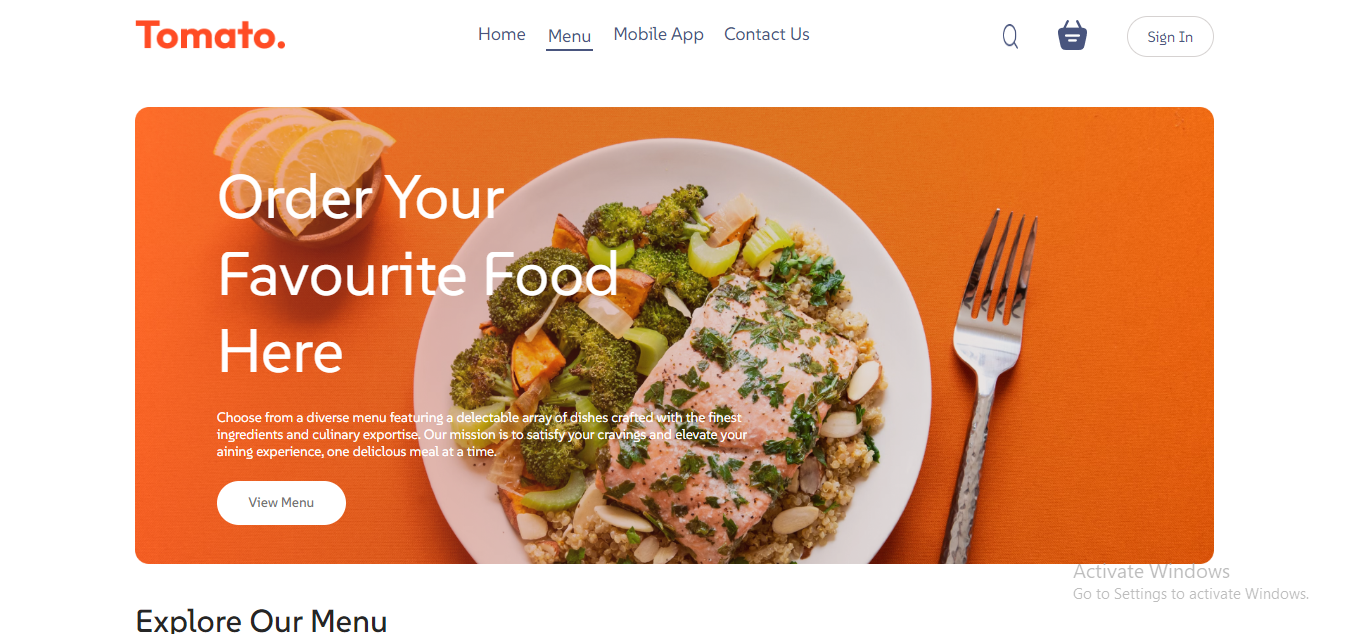 Tomato.
Home Menu Mobile App Contact Us
Sign In
Order Your
Favourite Food
Here
Choose from a diverse menu featuring a delectable array of dishes crafted with the finest
ingredients and culinary exportise. Our mission is to satisfy your cravings and elevate your
aining experience, one delicIous meal at a time.
View Menu
Activate Windows
Go to Settings to activate Windows.
Explore Our Menu